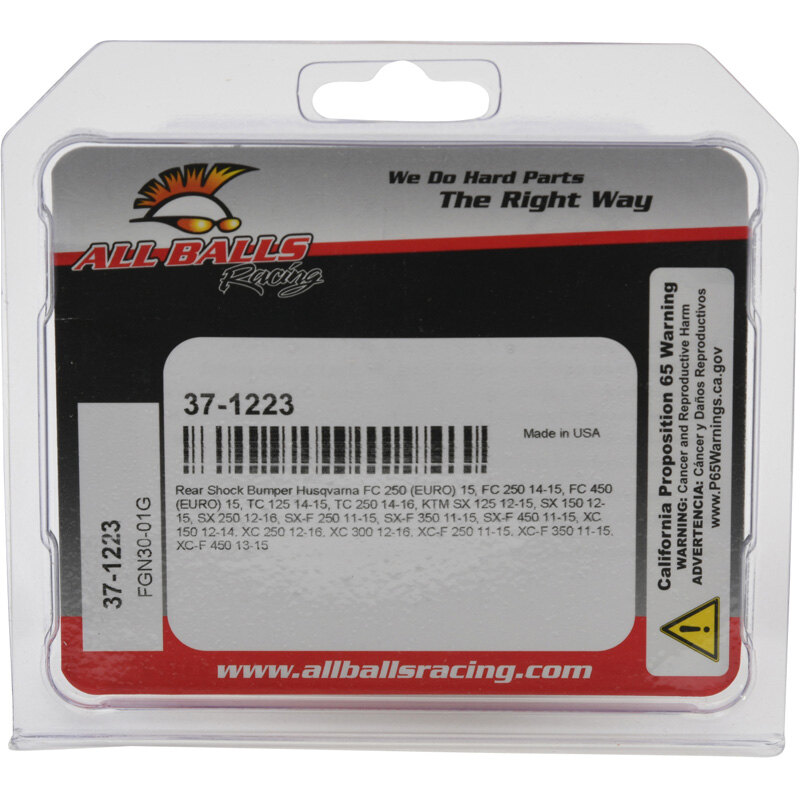 We Do Hard Parts
The Right Way
ALL BALLS
Racing
37-1223
Made in USA
Rear Shock Bumper Husqvarna FC 250 (EURO) 15, FC 250 14-15, FC 450
(EURO) 15, TC 125 14-15, TC 250 14-16, KTM SX 125 12-15, SX 150 12-
15, SX 250 12-16, SX-F 250 11-15, SX-F 350 11-15, SX-F 450 11-15, XC
150 12-14, XC 250 12-16, XC 300 12-16, XC-F 250 11-15, XC-F 350 11-15,
XC-F 450 13-15
37-1223
FGN30-01G
California Proposition 65 Warning
WARNING: Cancer and Reproductive Harm
ADVERTENCIA: Cáncer y Daños Reproductivos
www.P65Warnings.ca.gov
www.allballsracing.com